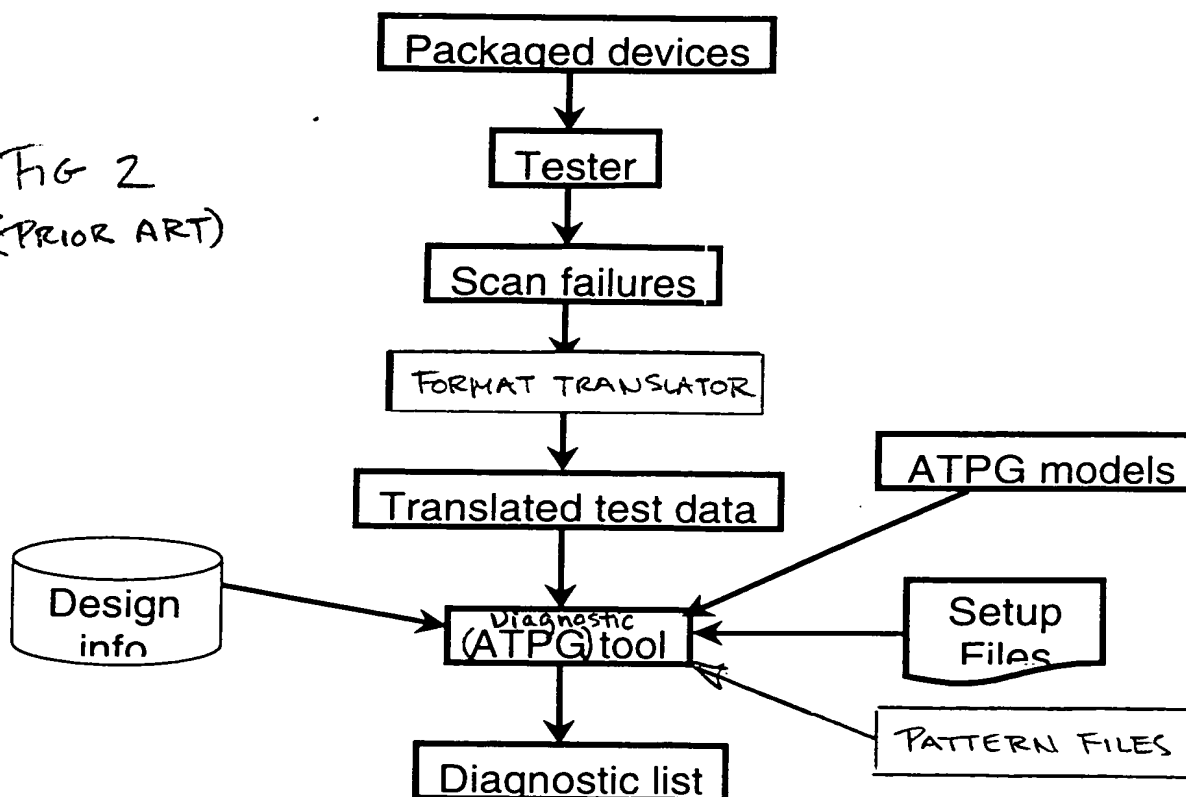 Packaged devices
FIG 2
(PRIOR ART)
Tester
Scan failures
FORMAT TRANSLATOR
ATPG models
Translated test data
Design
info
Diagnostic
(ATPG) tool
Setup
Files
PATTERN FILES
Diagnostic list